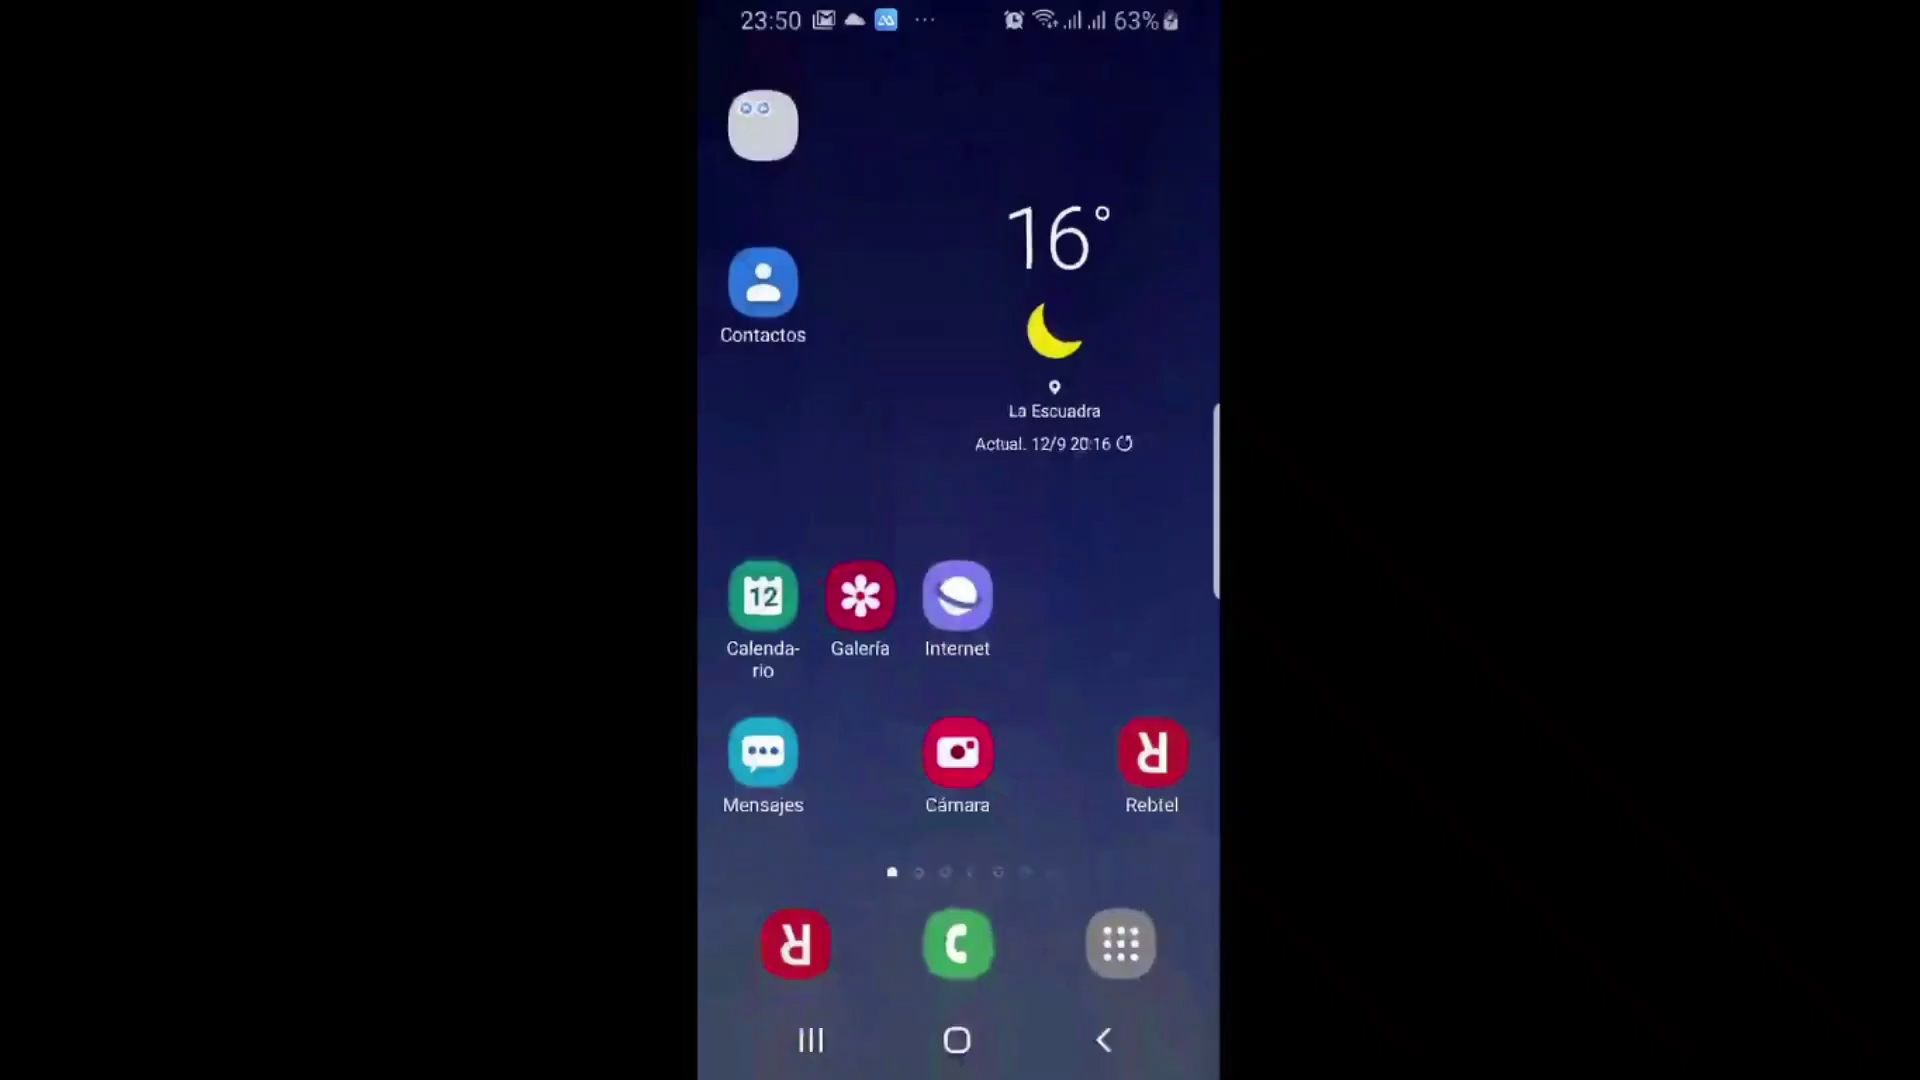 23:50 63%
16°
Contactos
La Escuadra
Actual. 12/9 20:16
12
Calenda-
rio
Galería
Internet
Mensajes
Cámara
Rebtel